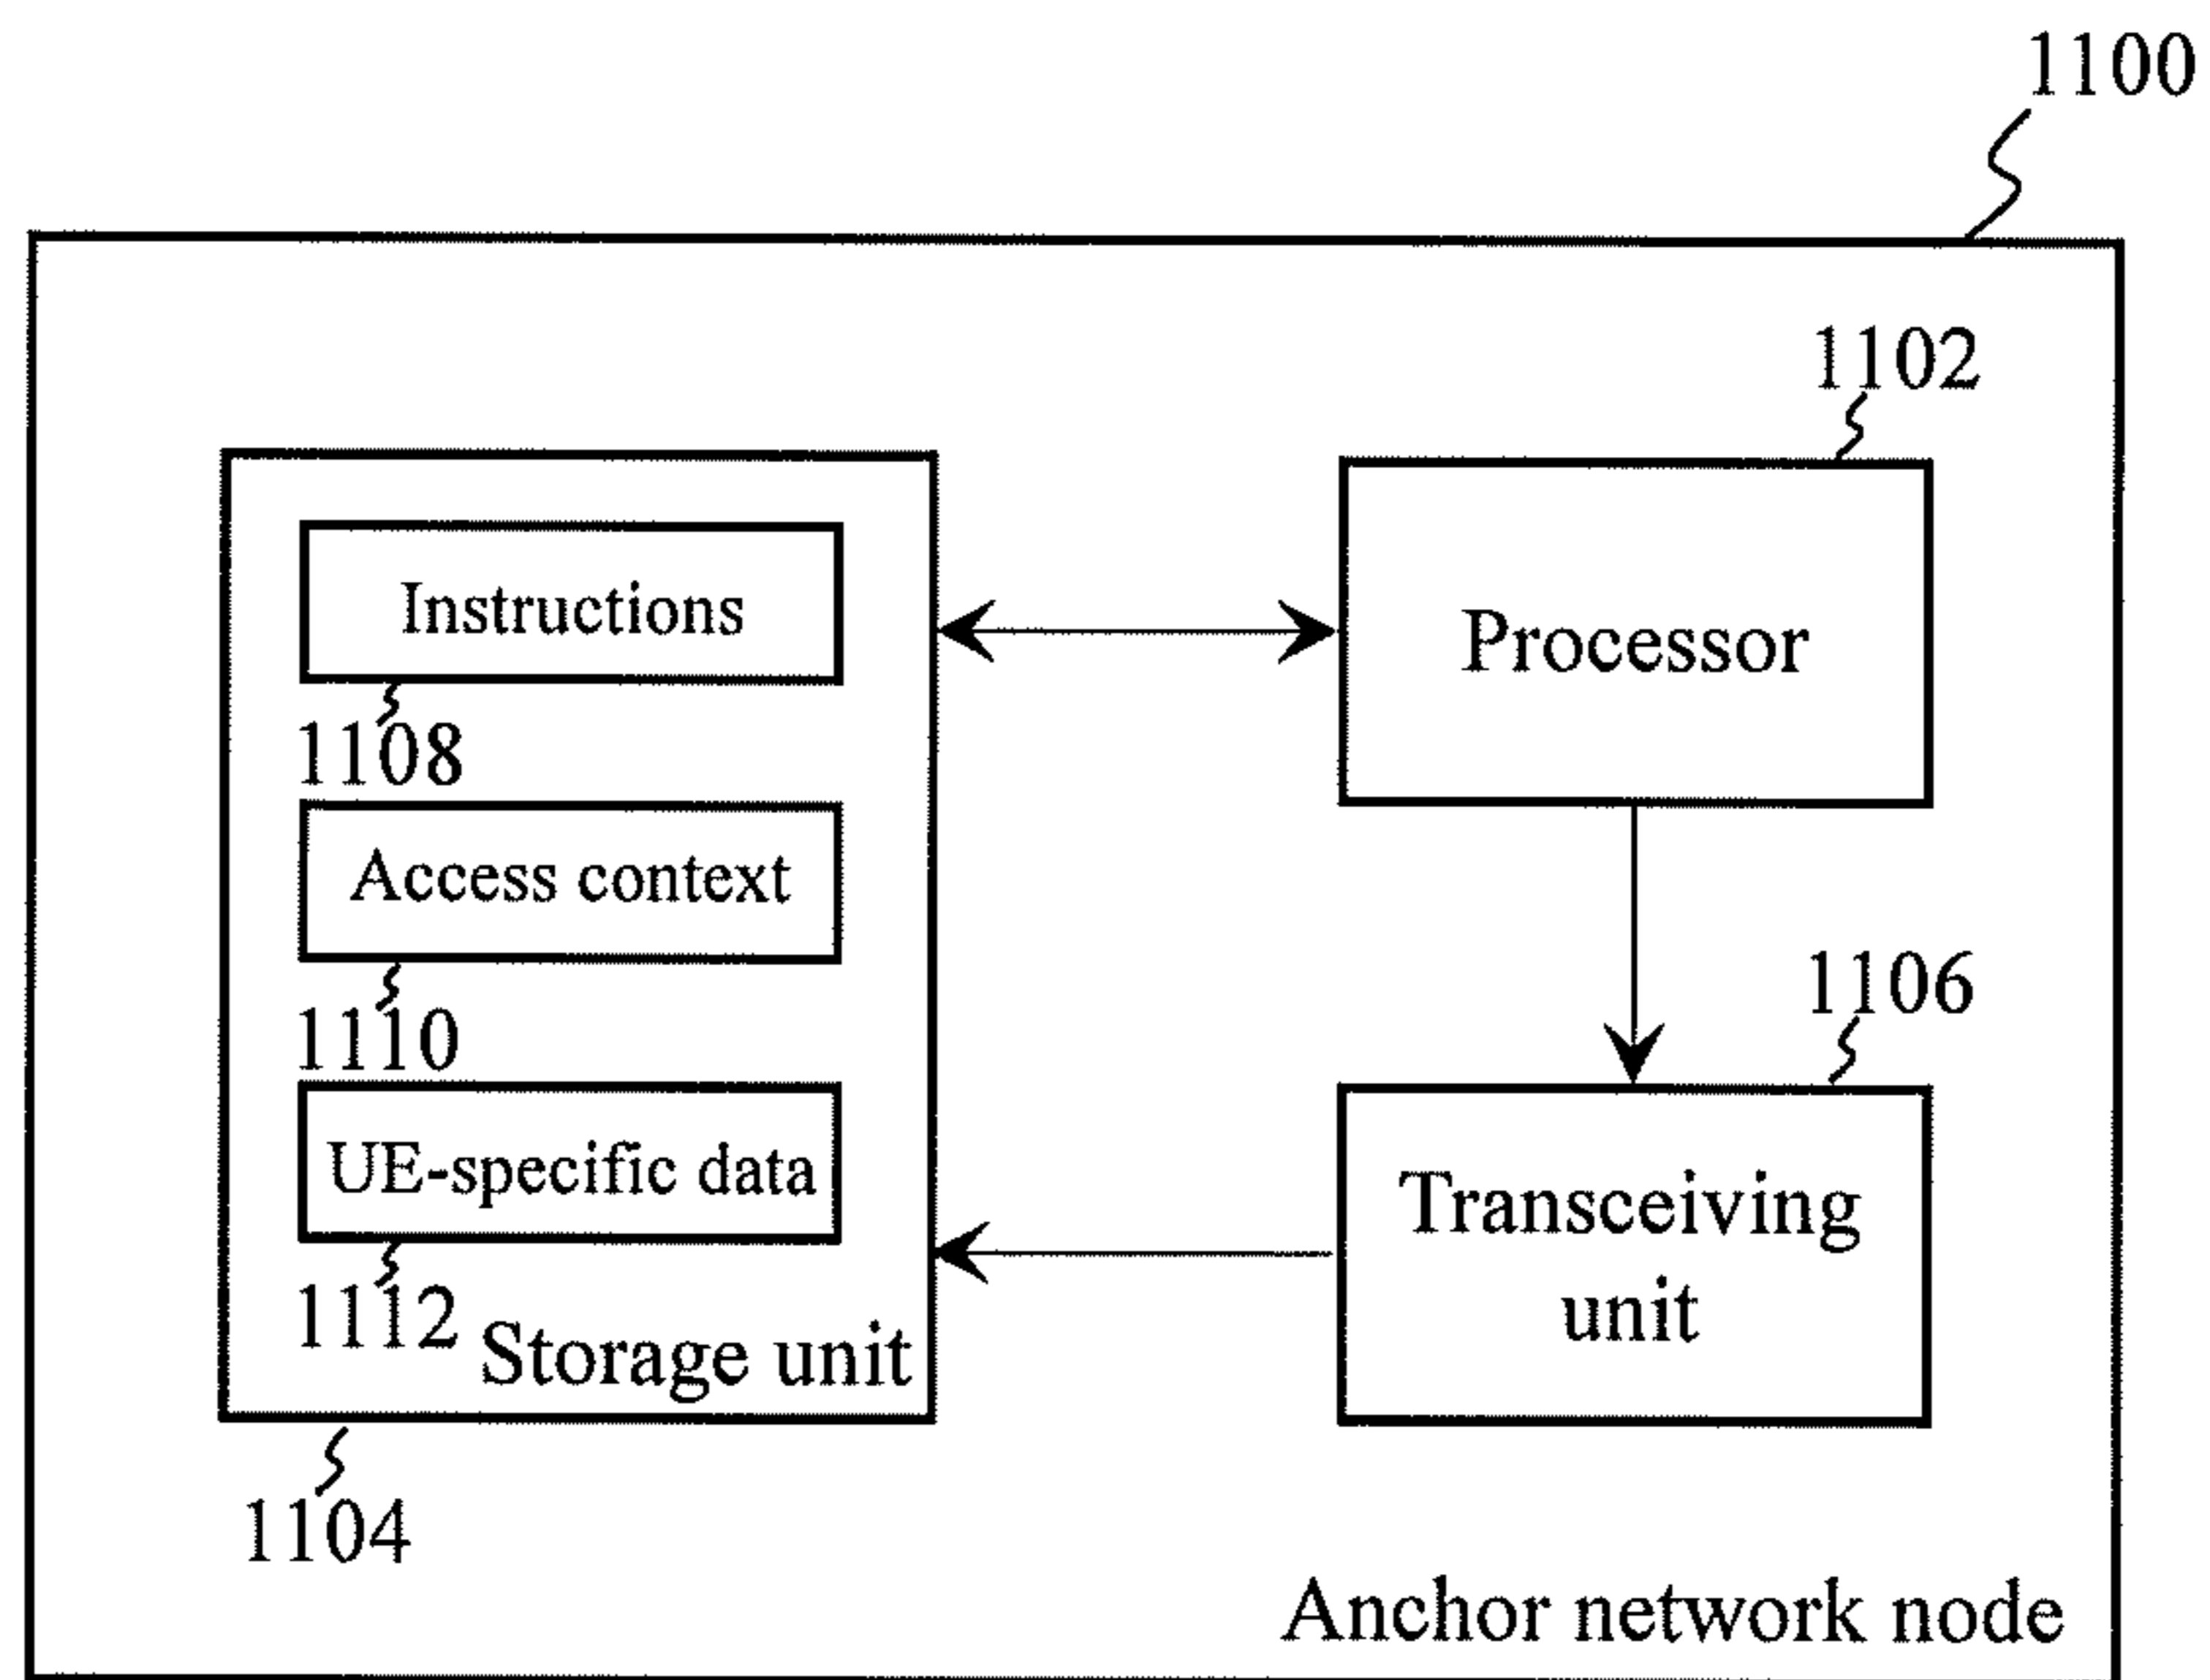 1100
1102
Instructions
Processor
1108
Access context
1106
1110
UE-specific data
Transceiving
unit
1112
Storage unit
1104
Anchor network node